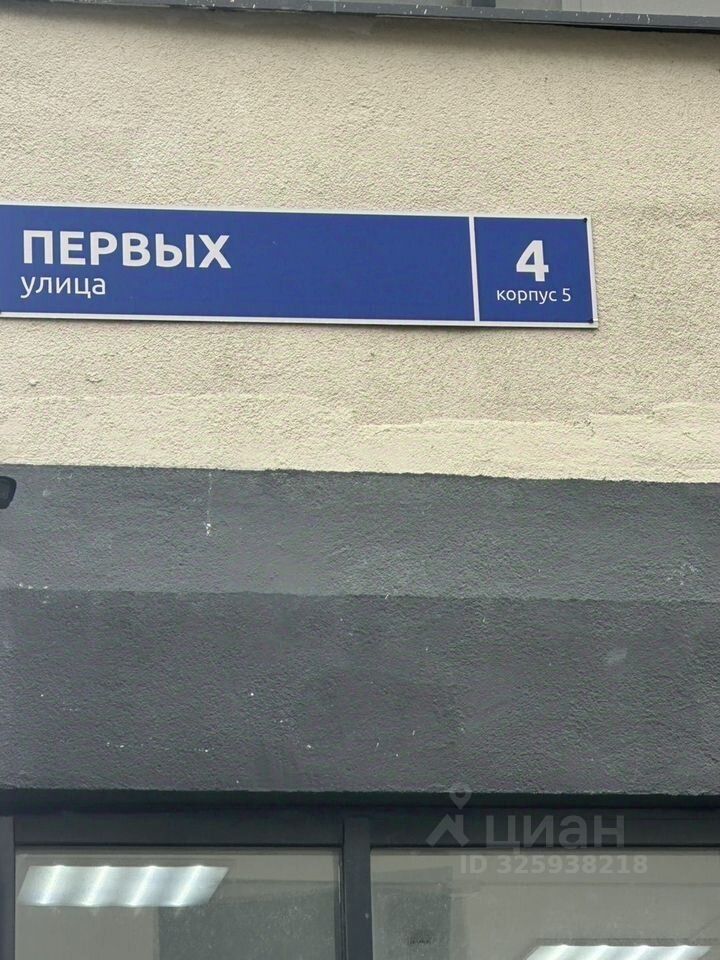 ПЕРВЫХ
улица
4
корпус 5
циан
ID 325938218